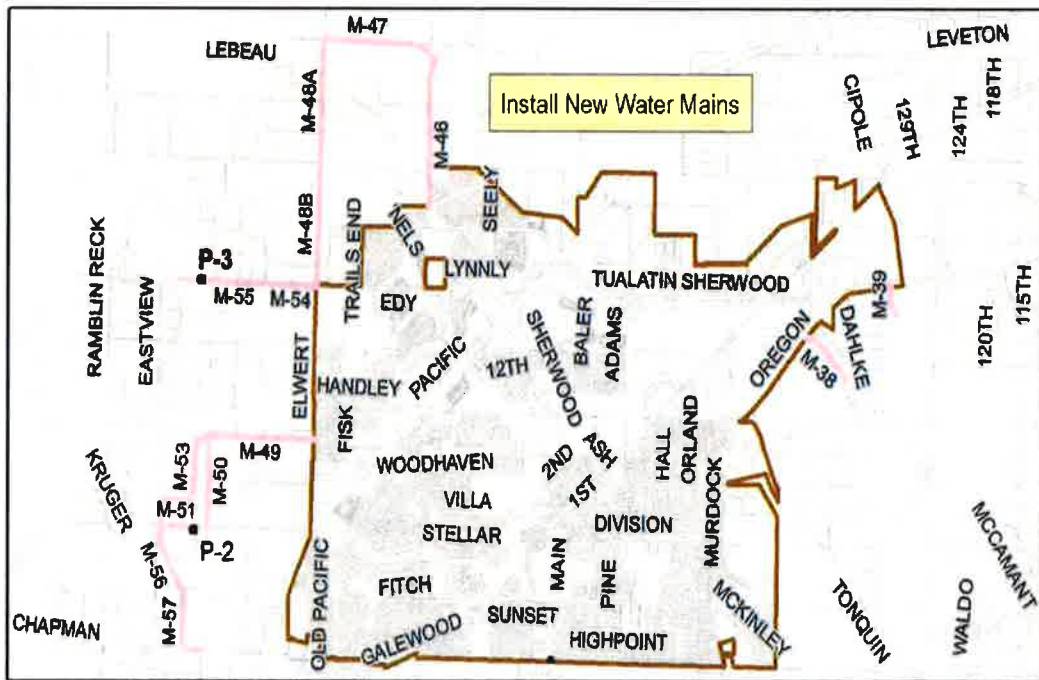 M-47
LEBEAU
LEVETON
Install New Water Mains
M-48A
M-46
CIPOLE
129TH
124TH
118TH
M-48B
TRAILS END
NELS
SEELY
LYNNLY
P-3
M-55
M-54
EDY
TUALATIN SHERWOOD
RAMBLIN RECK
EASTVIEW
ELWERT
HANDLEY
PACIFIC
12TH
SHERWOOD
BALER
ADAMS
OREGON
M-38
DAHLKE
M-39
120TH
115TH
FISK
M-49
M-53
M-50
KRUGER
M-51
P-2
M-56
M-57
CHAPMAN
WOODHAVEN
VILLA
STELLAR
2ND
ASH
1ST
HALL
ORLAND
MURDOCK
DIVISION
FITCH
MAIN
PINE
SUNSET
HIGHPOINT
OLD PACIFIC
GALEWOOD
MCKINLEY
TONQUIN
WALDO
MCCAMANT